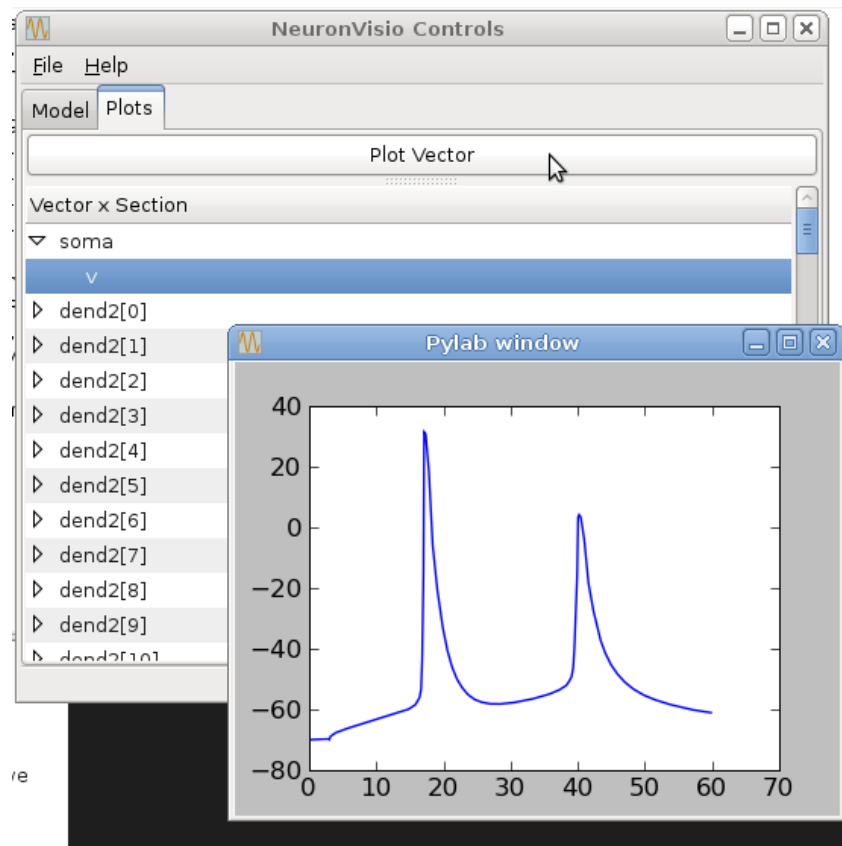 NeuronVisio Controls
File Help
Model Plots
Plot Vector
Vector x Section
soma
v
dend2[0]
dend2[1]
dend2[2]
dend2[3]
dend2[4]
dend2[5]
dend2[6]
dend2[7]
dend2[8]
dend2[9]
dend2[10]
Pylab window
40
20
0
−20
−40
−60
−80
0 10 20 30 40 50 60 70